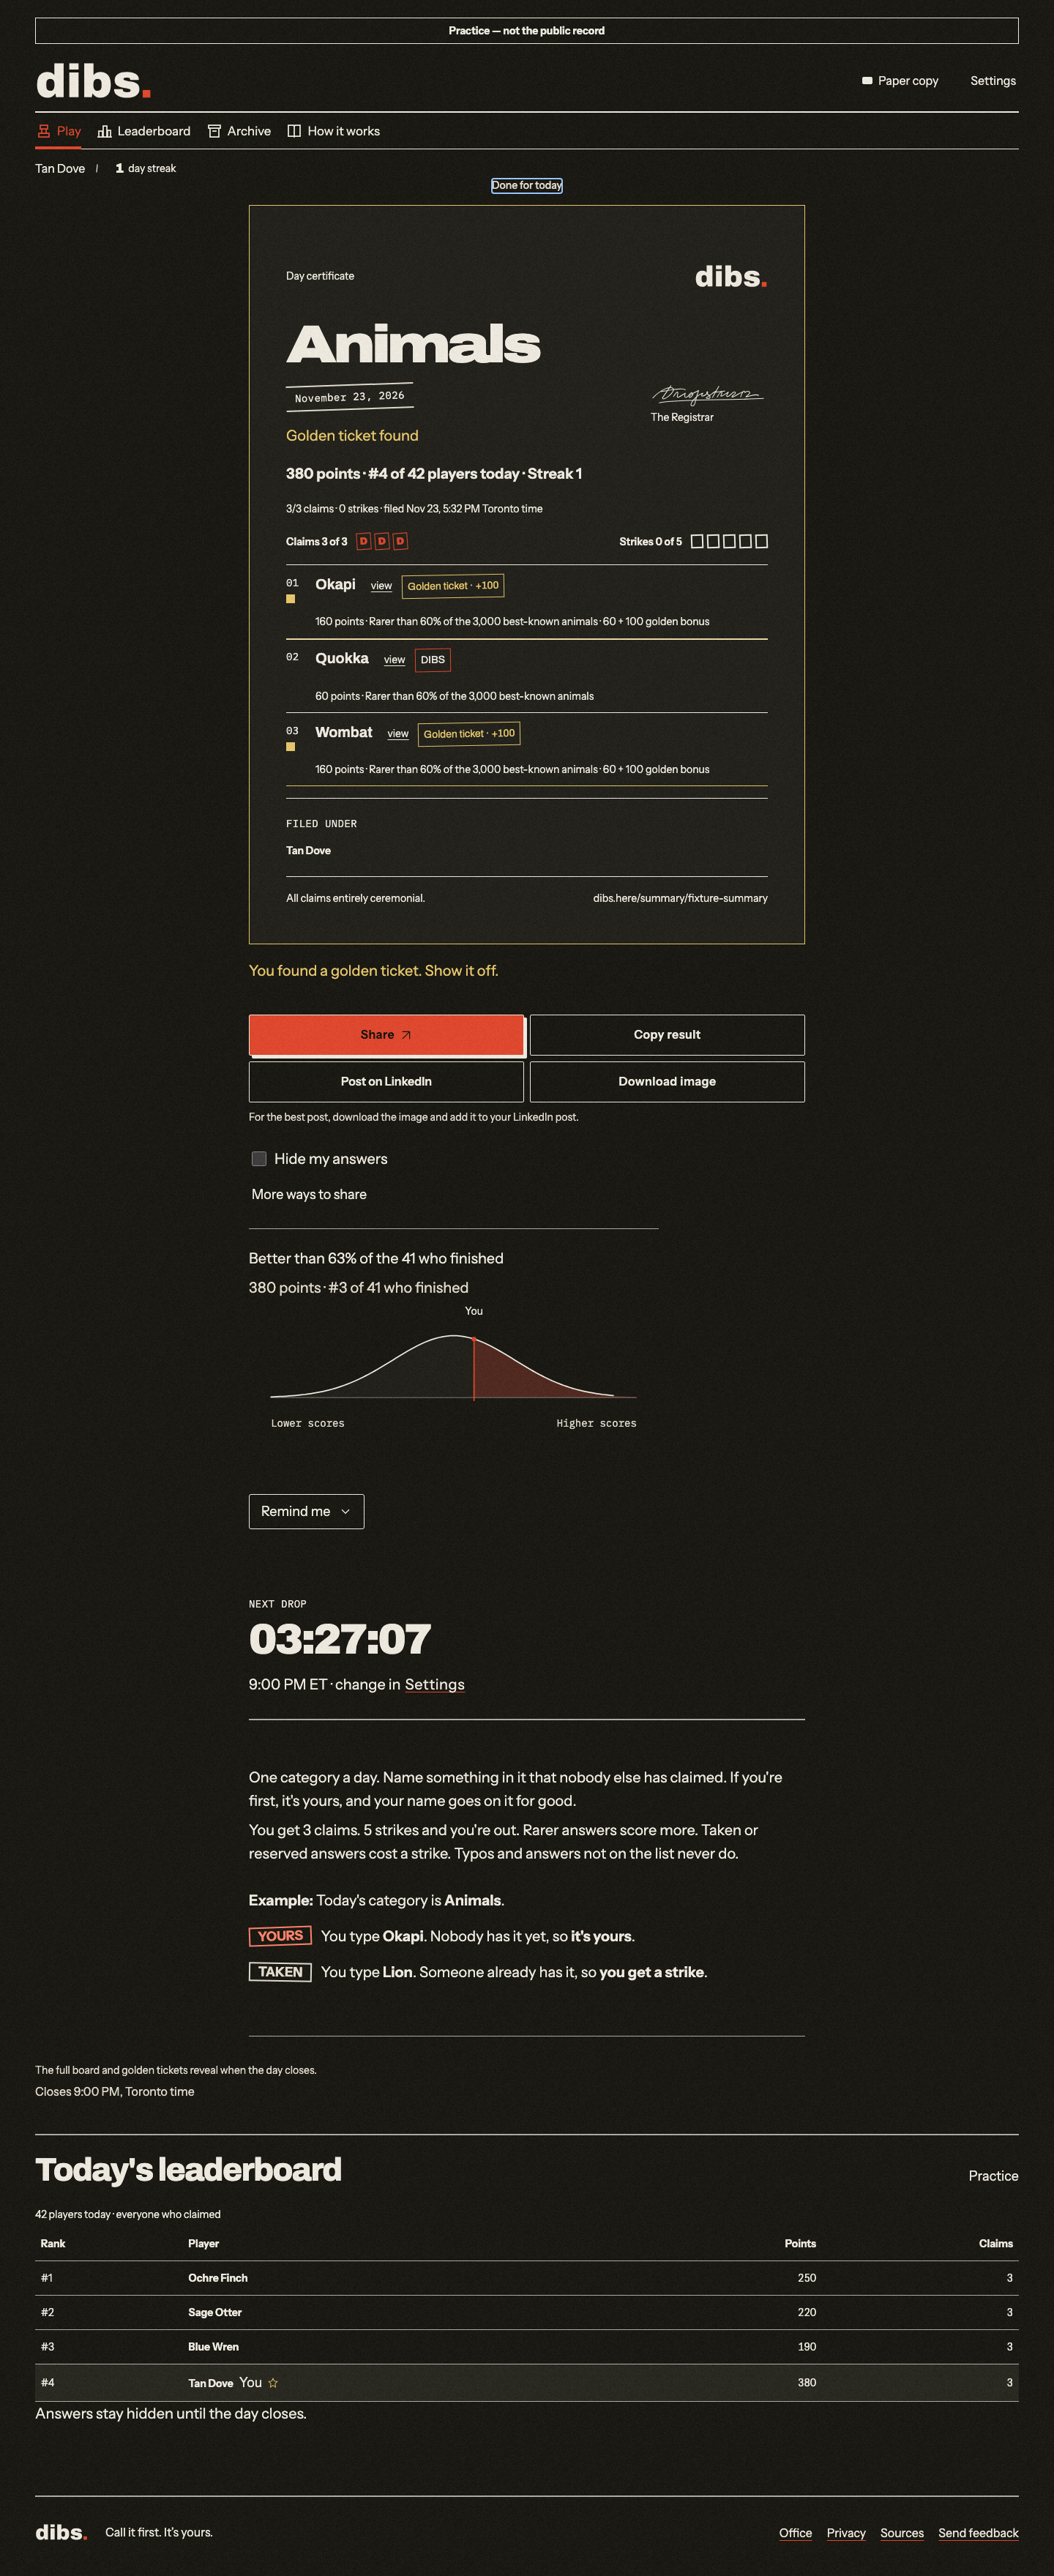 Practice — not the public record
dibs.
Paper copy
Settings
Play
Leaderboard
Archive
How it works
Tan Dove / 1 day streak
Done for today
Day certificate
dibs.
Animals
November 23, 2026
The Registrar
Golden ticket found
380 points · #4 of 42 players today · Streak 1
3/3 claims · 0 strikes · filed Nov 23, 5:32 PM Toronto time
Claims 3 of 3 D D D
Strikes 0 of 5
01 Okapi view Golden ticket · +100
160 points · Rarer than 60% of the 3,000 best-known animals · 60 + 100 golden bonus
02 Quokka view DIBS
60 points · Rarer than 60% of the 3,000 best-known animals
03 Wombat view Golden ticket · +100
160 points · Rarer than 60% of the 3,000 best-known animals · 60 + 100 golden bonus
FILED UNDER
Tan Dove
All claims entirely ceremonial.
dibs.here/summary/fixture-summary
You found a golden ticket. Show it off.
Share
Copy result
Post on LinkedIn
Download image
For the best post, download the image and add it to your LinkedIn post.
Hide my answers
More ways to share
Better than 63% of the 41 who finished
380 points · #3 of 41 who finished
You
Lower scores
Higher scores
Remind me
NEXT DROP
03:27:07
9:00 PM ET · change in Settings
One category a day. Name something in it that nobody else has claimed. If you're
first, it's yours, and your name goes on it for good.
You get 3 claims. 5 strikes and you're out. Rarer answers score more. Taken or
reserved answers cost a strike. Typos and answers not on the list never do.
Example: Today's category is Animals.
YOURS You type Okapi. Nobody has it yet, so it's yours.
TAKEN You type Lion. Someone already has it, so you get a strike.
The full board and golden tickets reveal when the day closes.
Closes 9:00 PM, Toronto time
Today's leaderboard
Practice
42 players today · everyone who claimed
Rank Player Points Claims
#1 Ochre Finch 250 3
#2 Sage Otter 220 3
#3 Blue Wren 190 3
#4 Tan Dove You 380 3
Answers stay hidden until the day closes.
dibs. Call it first. It's yours.
Office Privacy Sources Send feedback